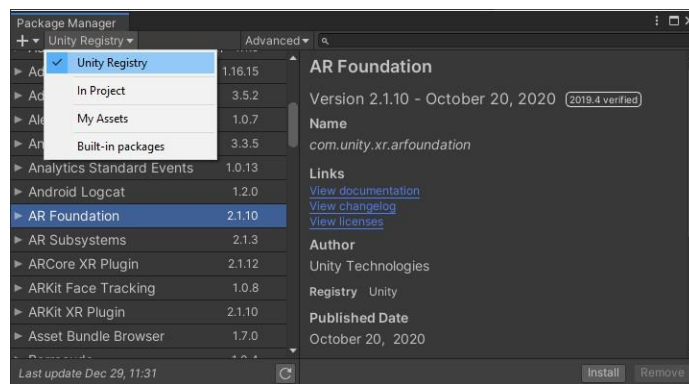 Package Manager
+ Unity Registry Advanced
Unity Registry
In Project
My Assets
Built-in packages
Ad 1.16.15
Ad 3.5.2
Ale 1.0.7
An 3.3.5
Analytics Standard Events 1.0.13
Android Logcat 1.2.0
AR Foundation 2.1.10
AR Subsystems 2.1.3
ARCore XR Plugin 2.1.12
ARKit Face Tracking 1.0.8
ARKit XR Plugin 2.1.10
Asset Bundle Browser 1.7.0
Last update Dec 29, 11:31
AR Foundation
Version 2.1.10 - October 20, 2020 2019.4 verified
Name
com.unity.xr.arfoundation
Links
View documentation
View changelog
View licenses
Author
Unity Technologies
Registry Unity
Published Date
October 20, 2020
Install Remove